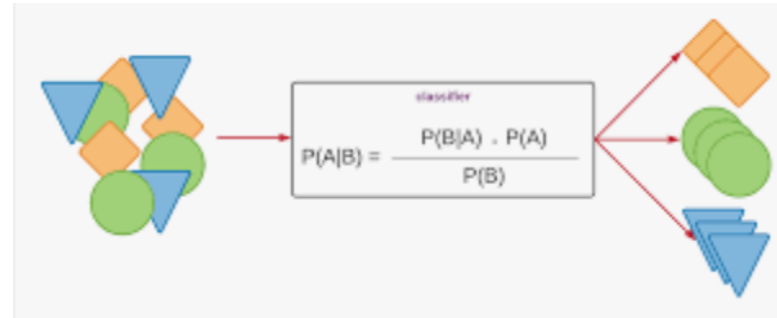 classifier
P(A|B) = P(B|A) . P(A)
P(B)